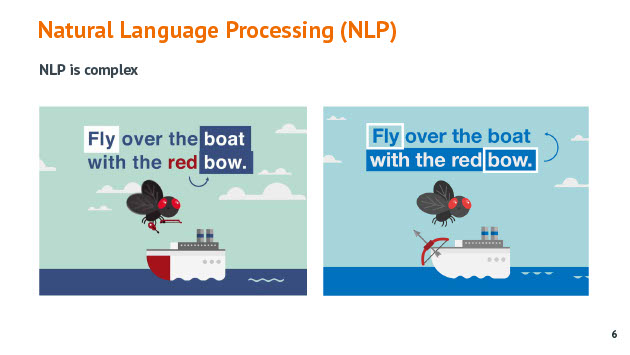 Natural Language Processing (NLP)
NLP is complex
Fly over the boat
with the red bow.
Fly over the boat
with the red bow.
6